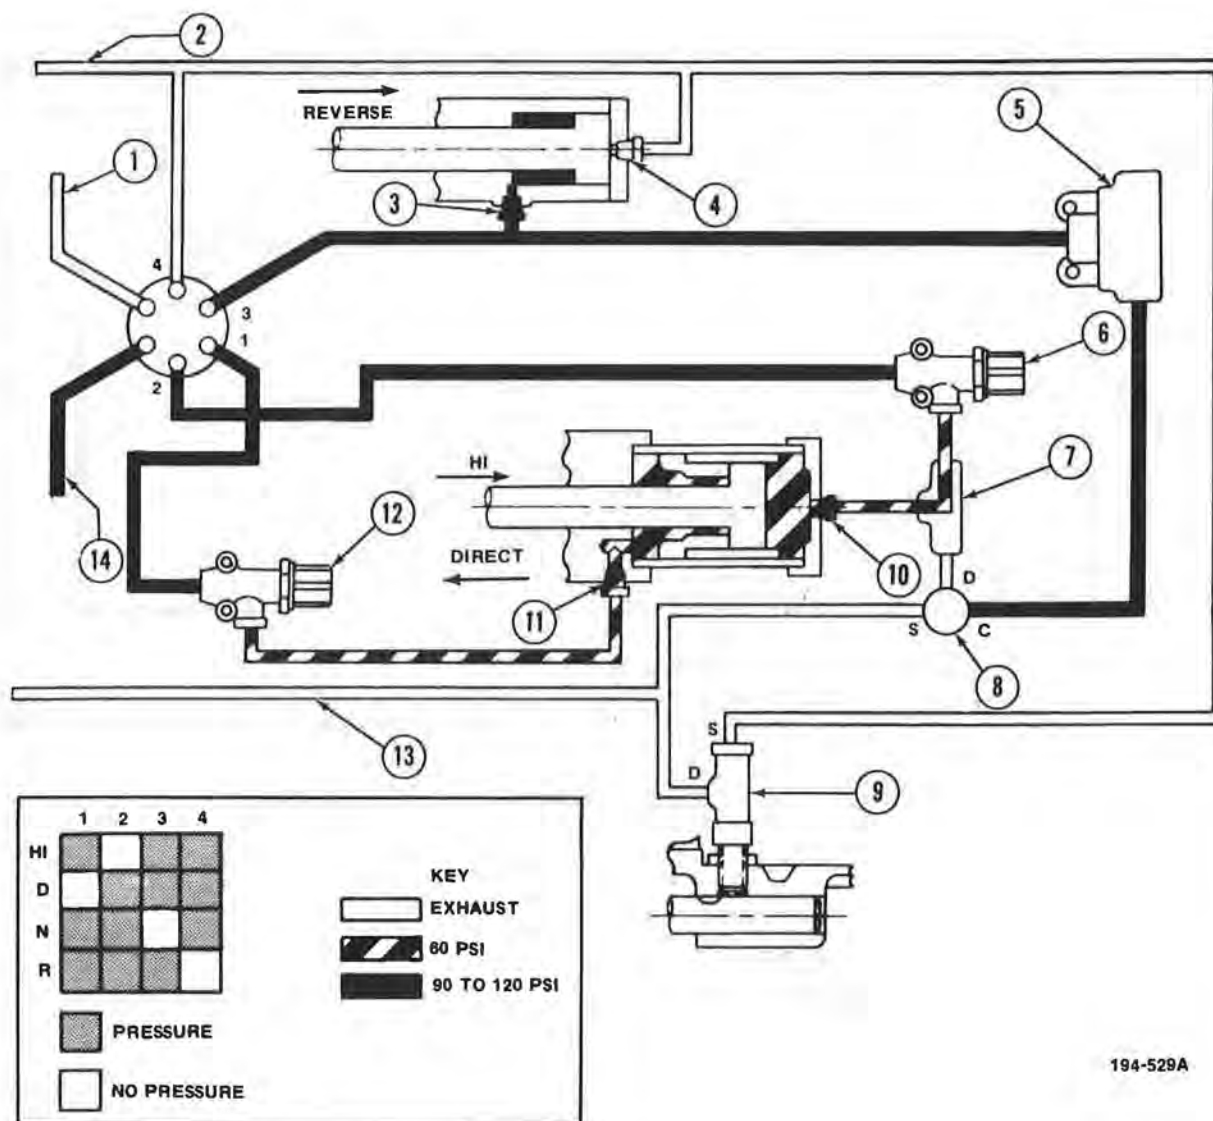 2
REVERSE
5
1
3
4
4
3
1
2
6
HI
7
12
DIRECT
14
11
10
D
S
C
8
13
S
D
9
1 2 3 4
HI
D
N
R
PRESSURE
NO PRESSURE
KEY
EXHAUST
60 PSI
90 TO 120 PSI
194-529A